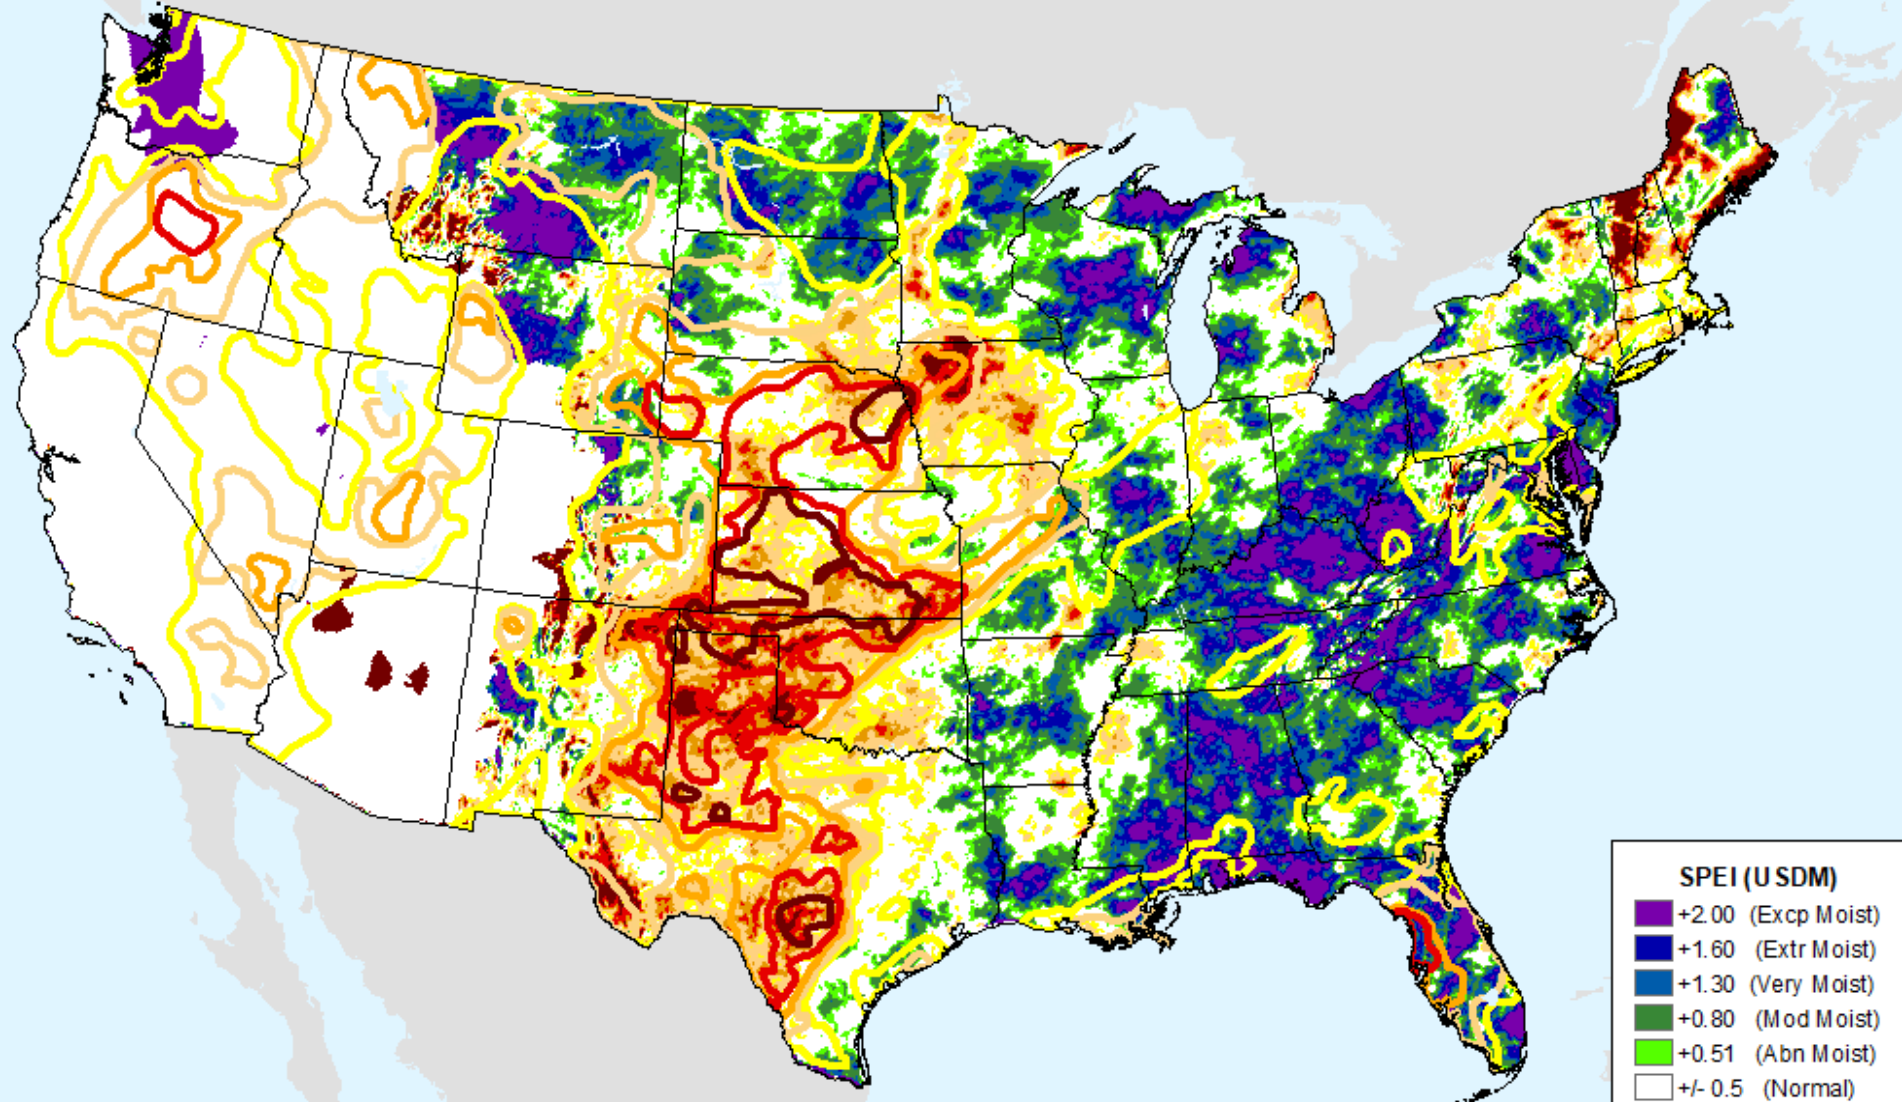 SPEI (USDM)
+2.00 (Excp Moist)
+1.60 (Extr Moist)
+1.30 (Very Moist)
+0.80 (Mod Moist)
+0.51 (Abn Moist)
+/- 0.5 (Normal)